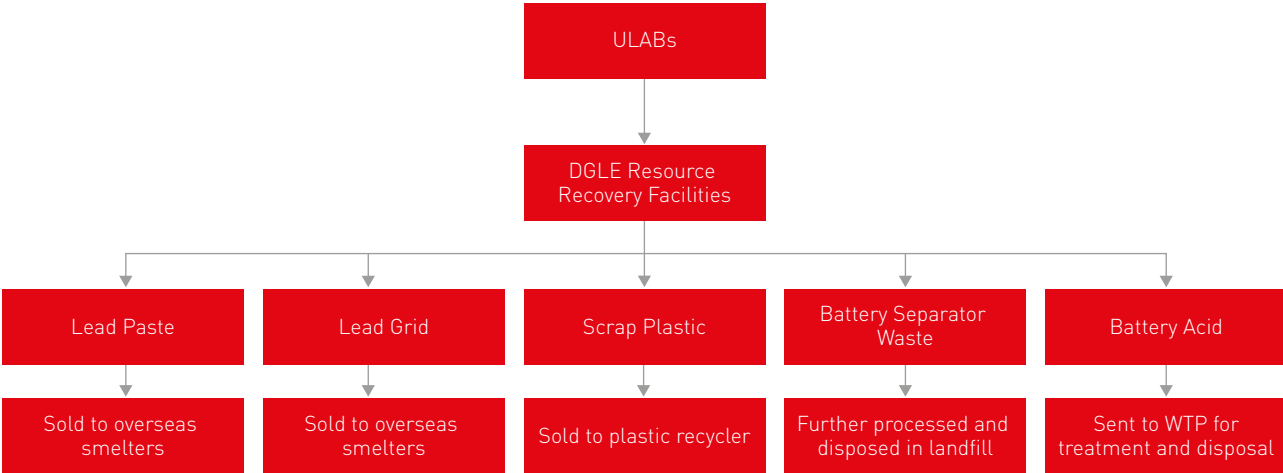 ULABs
DGLE Resource
Recovery Facilities
Lead Paste
Lead Grid
Scrap Plastic
Battery Separator
Waste
Battery Acid
Sold to overseas
smelters
Sold to overseas
smelters
Sold to plastic recycler
Further processed and
disposed in landfill
Sent to WTP for
treatment and disposal